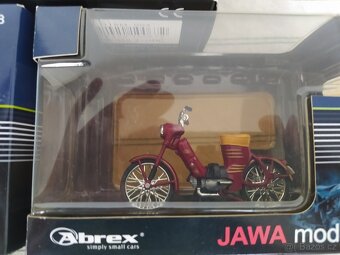 Abrex
simply small cars
JAWA mod